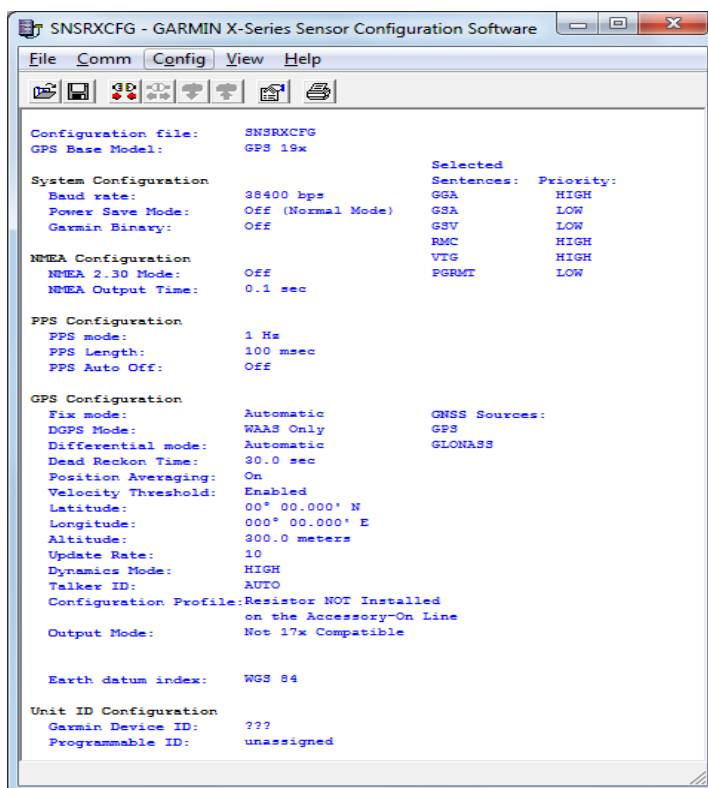 SNSRXCFG - GARMIN X-Series Sensor Configuration Software
File Comm Config View Help
Configuration file: SNSRXCFG
GPS Base Model: GPS 19x
Selected
System Configuration Sentences: Priority:
Baud rate: 38400 bps GGA HIGH
Power Save Mode: Off (Normal Mode) GSA LOW
Garmin Binary: Off GSV LOW
RMC HIGH
NMEA Configuration VTG HIGH
NMEA 2.30 Mode: Off PGRMT LOW
NMEA Output Time: 0.1 sec
PPS Configuration
PPS mode: 1 Hz
PPS Length: 100 msec
PPS Auto Off: Off
GPS Configuration
Fix mode: Automatic GNSS Sources:
DGPS Mode: WAAS Only GPS
Differential mode: Automatic GLONASS
Dead Reckon Time: 30.0 sec
Position Averaging: On
Velocity Threshold: Enabled
Latitude: 00° 00.000' N
Longitude: 000° 00.000' E
Altitude: 300.0 meters
Update Rate: 10
Dynamics Mode: HIGH
Talker ID: AUTO
Configuration Profile:Resistor NOT Installed
on the Accessory-On Line
Output Mode: Not 17x Compatible
Earth datum index: WGS 84
Unit ID Configuration
Garmin Device ID: ???
Programmable ID: unassigned